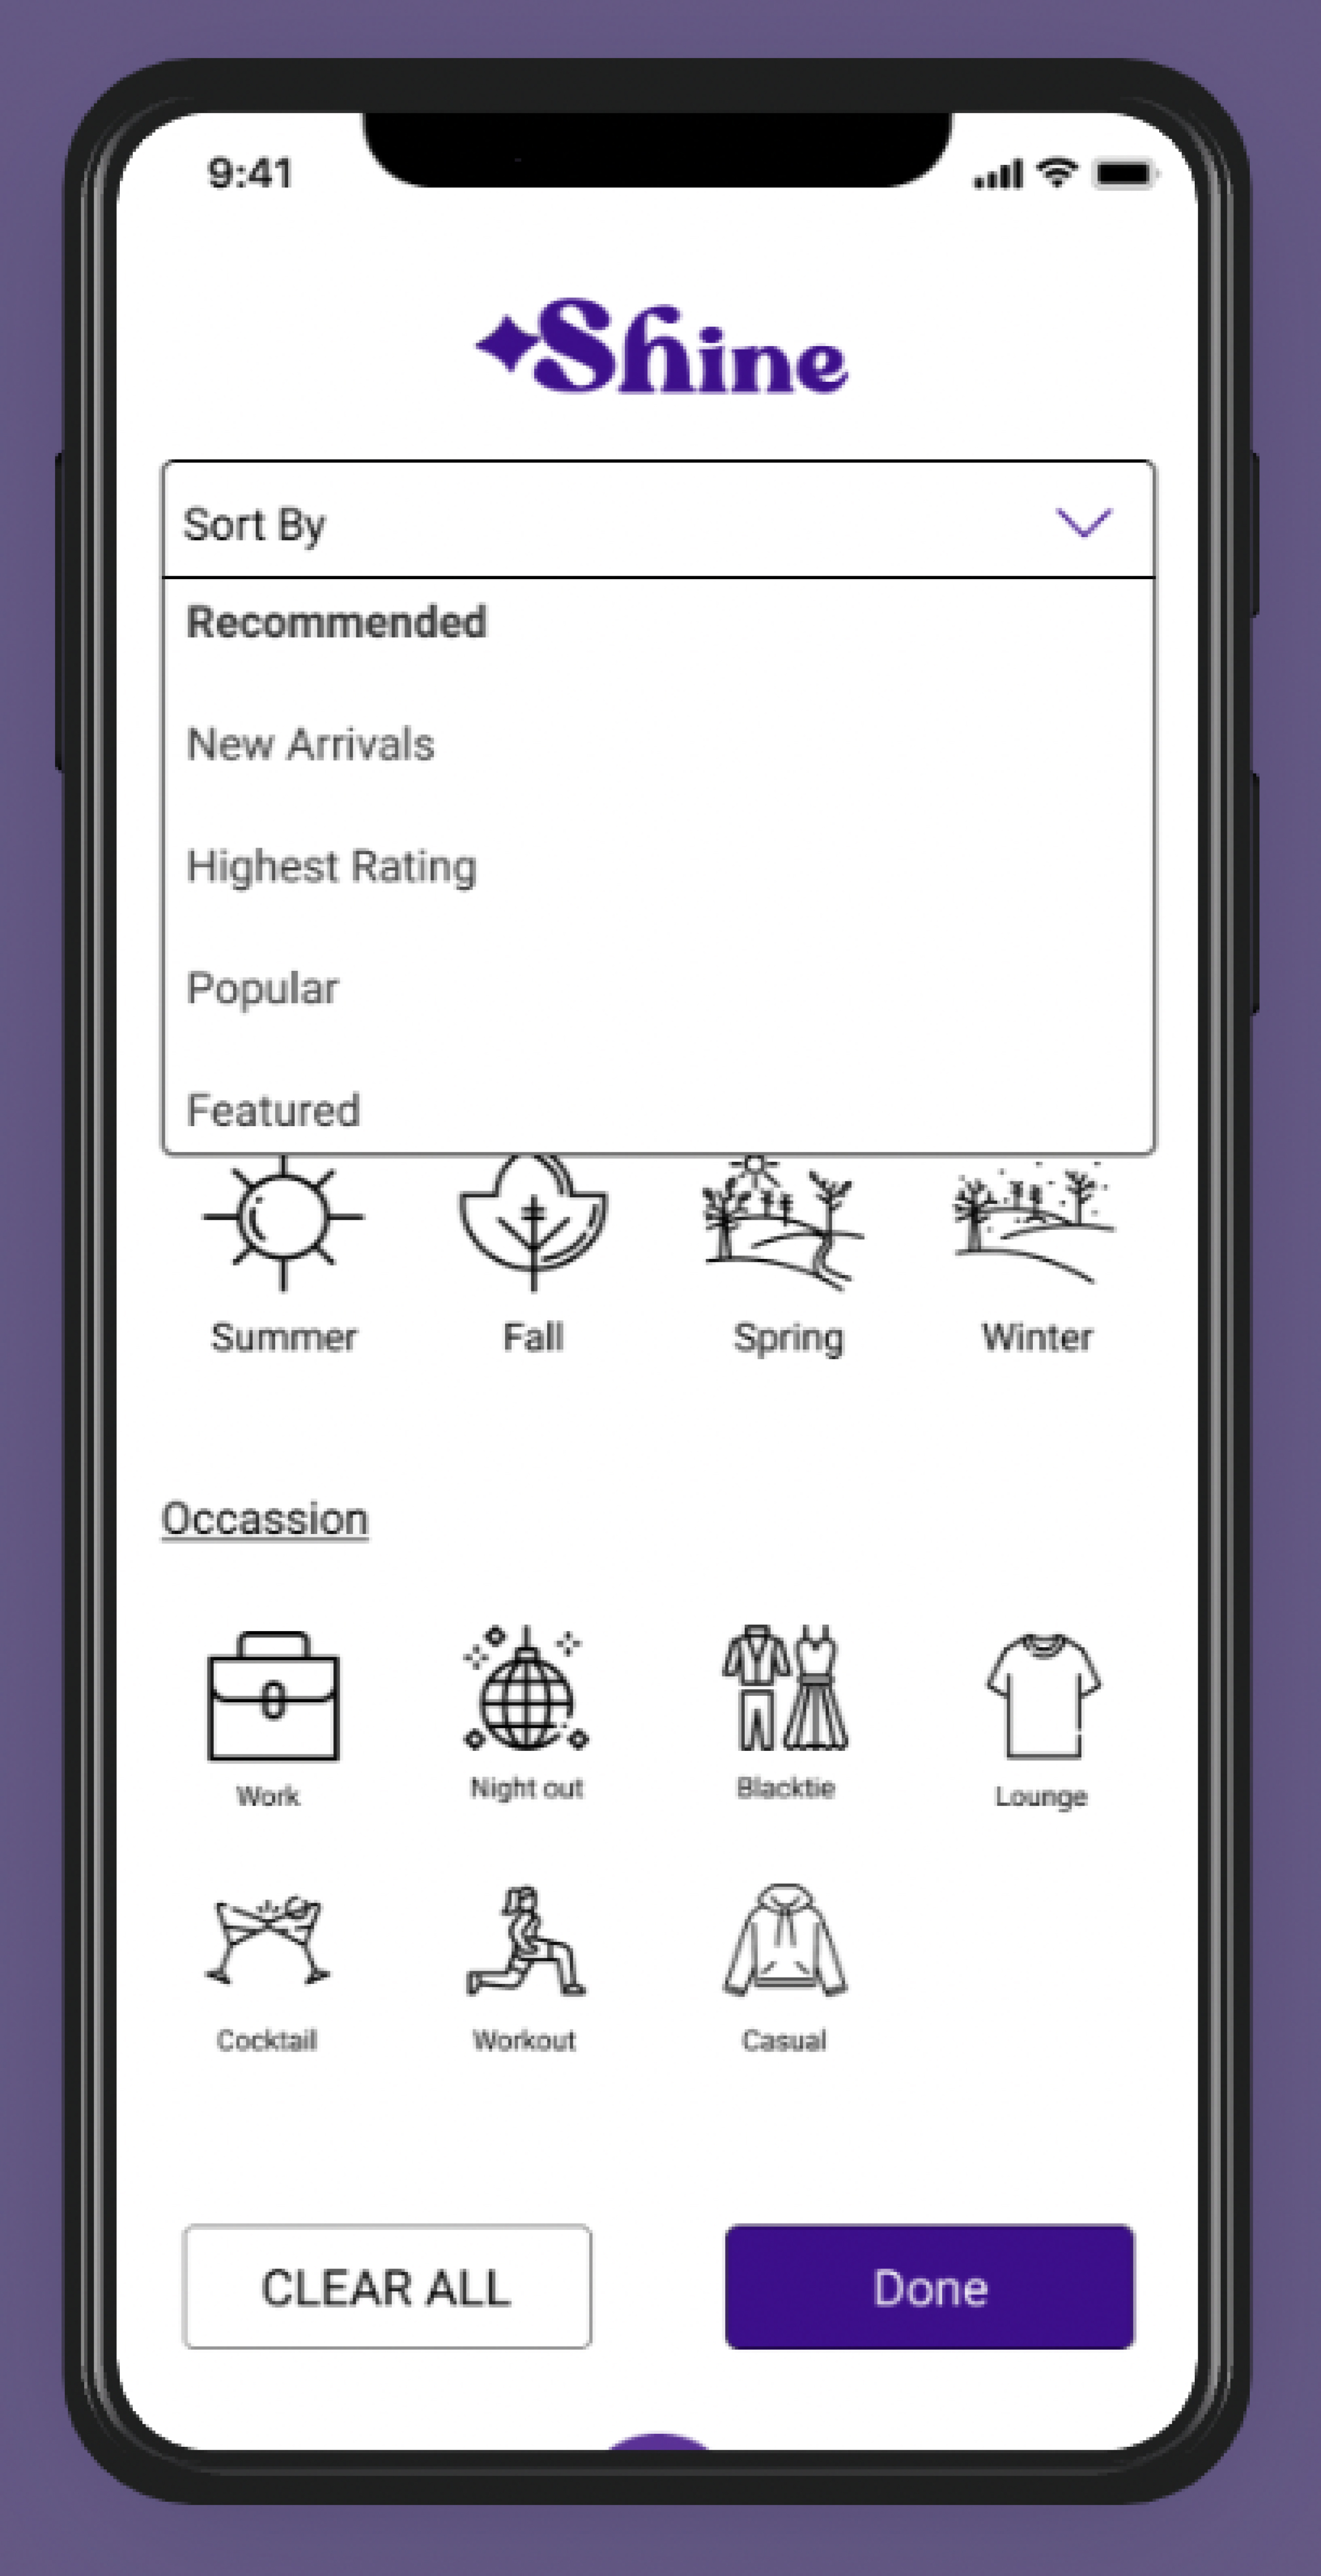 9:41
Shine
Sort By
Recommended
New Arrivals
Highest Rating
Popular
Featured
Summer Fall Spring Winter
Occassion
Work Night out Blacktie Lounge
Cocktail Workout Casual
CLEAR ALL Done